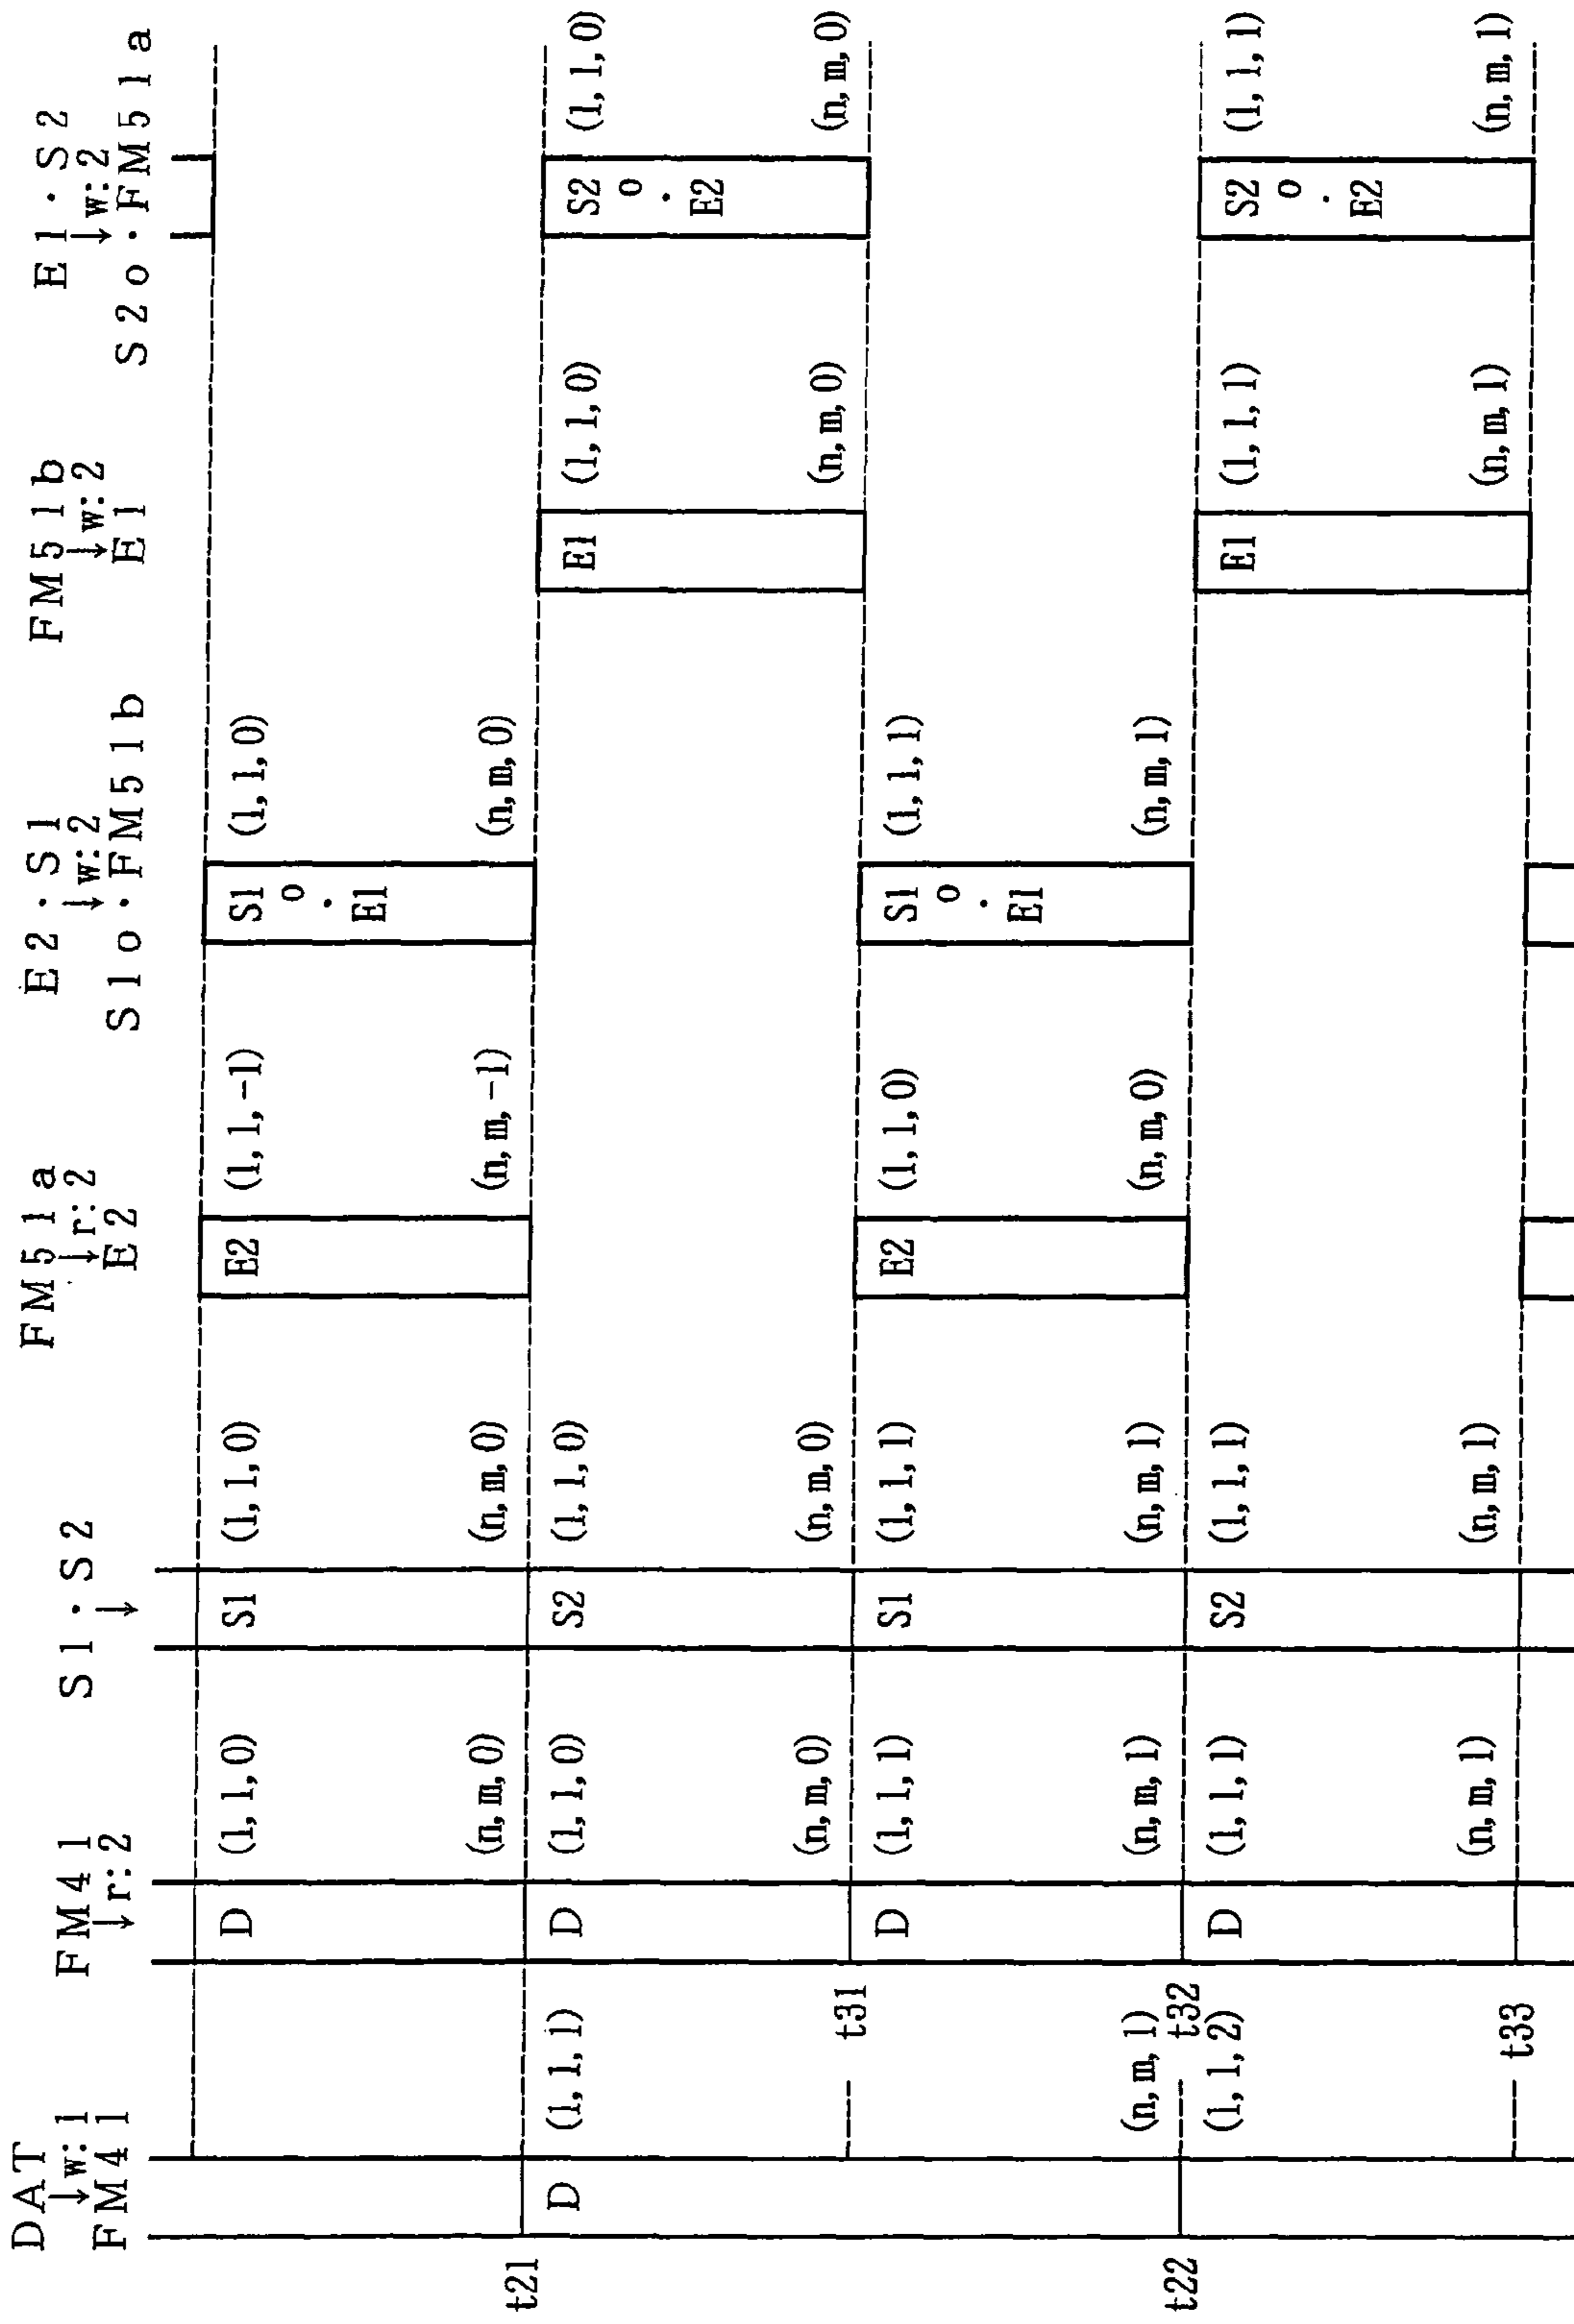 DAT
↓w:1
FM41
FM41
↓r:2
S1·S2
↓
FM51a
↓r:2
E2
E2·S1
↓w:2
S1o·FM51b
FM51b
↓w:2
E1
E1·S2
↓w:2
S2o·FM51a
D (1,1,0) S1 (1,1,0) E2 (1,1,-1) S1 (1,1,0)
o
·
E1
(n,m,0) (n,m,0) (n,m,-1) (n,m,0)
t21
D (1,1,1) D (1,1,0) S2 (1,1,0) E1 (1,1,0) S2 (1,1,0)
o
·
E2
(n,m,0) (n,m,0) (n,m,0) (n,m,0)
t31
D (1,1,1) S1 (1,1,1) E2 (1,1,0) S1 (1,1,1)
o
·
E1
(n,m,1) (n,m,1) (n,m,1) (n,m,0) (n,m,1)
t22 t32
(1,1,2) D (1,1,1) S2 (1,1,1) E1 (1,1,1) S2 (1,1,1)
o
·
E2
(n,m,1) (n,m,1) (n,m,1) (n,m,1)
t33